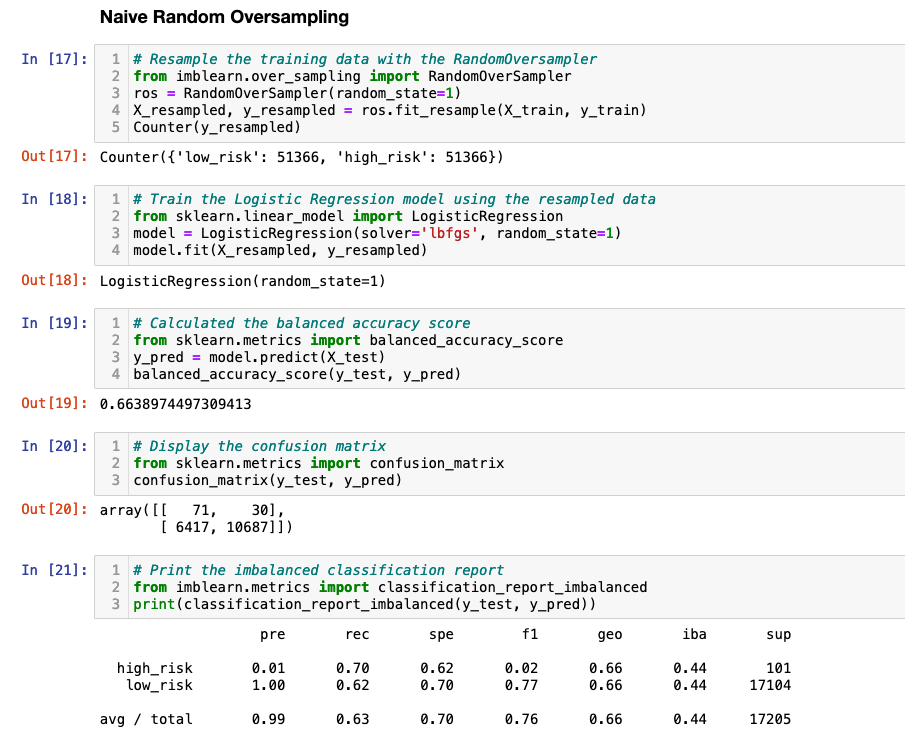 Naive Random Oversampling
In [17]:
1 # Resample the training data with the RandomOversampler
2 from imblearn.over_sampling import RandomOverSampler
3 ros = RandomOverSampler(random_state=1)
4 X_resampled, y_resampled = ros.fit_resample(X_train, y_train)
5 Counter(y_resampled)
Out[17]: Counter({'low_risk': 51366, 'high_risk': 51366})
In [18]:
1 # Train the Logistic Regression model using the resampled data
2 from sklearn.linear_model import LogisticRegression
3 model = LogisticRegression(solver='lbfgs', random_state=1)
4 model.fit(X_resampled, y_resampled)
Out[18]: LogisticRegression(random_state=1)
In [19]:
1 # Calculated the balanced accuracy score
2 from sklearn.metrics import balanced_accuracy_score
3 y_pred = model.predict(X_test)
4 balanced_accuracy_score(y_test, y_pred)
Out[19]: 0.6638974497309413
In [20]:
1 # Display the confusion matrix
2 from sklearn.metrics import confusion_matrix
3 confusion_matrix(y_test, y_pred)
Out[20]: array([[   71,    30],
       [ 6417, 10687]])
In [21]:
1 # Print the imbalanced classification report
2 from imblearn.metrics import classification_report_imbalanced
3 print(classification_report_imbalanced(y_test, y_pred))
pre rec spe f1 geo iba sup
high_risk 0.01 0.70 0.62 0.02 0.66 0.44 101
low_risk 1.00 0.62 0.70 0.77 0.66 0.44 17104
avg / total 0.99 0.63 0.70 0.76 0.66 0.44 17205